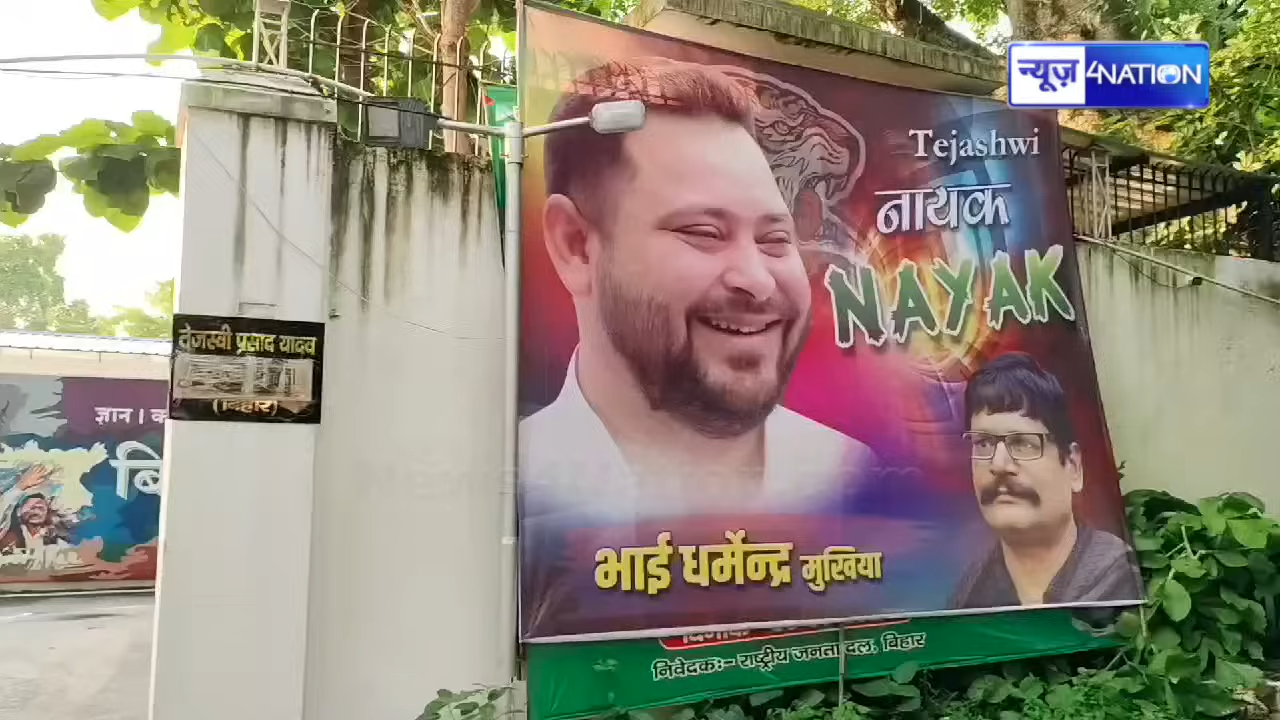 न्यूज़ 4NATION
Tejashwi
नायक
NAYAK
तेजस्वी प्रसाद यादव
(बिहार)
ज्ञान । क
बि
भाई धर्मेन्द्र मुखिया
निवेदकः- राष्ट्रीय जनता दल, बिहार